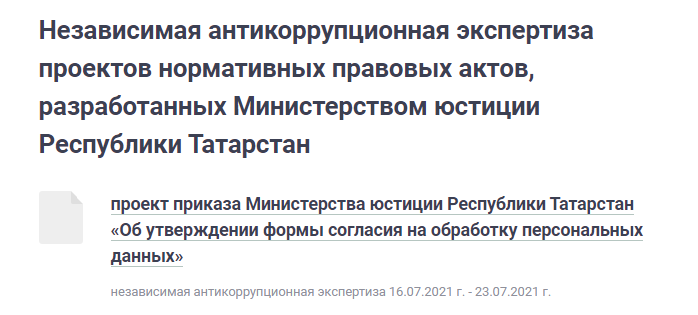 Независимая антикоррупционная экспертиза
проектов нормативных правовых актов,
разработанных Министерством юстиции
Республики Татарстан
проект приказа Министерства юстиции Республики Татарстан
«Об утверждении формы согласия на обработку персональных
данных»
независимая антикоррупционная экспертиза 16.07.2021 г. - 23.07.2021 г.